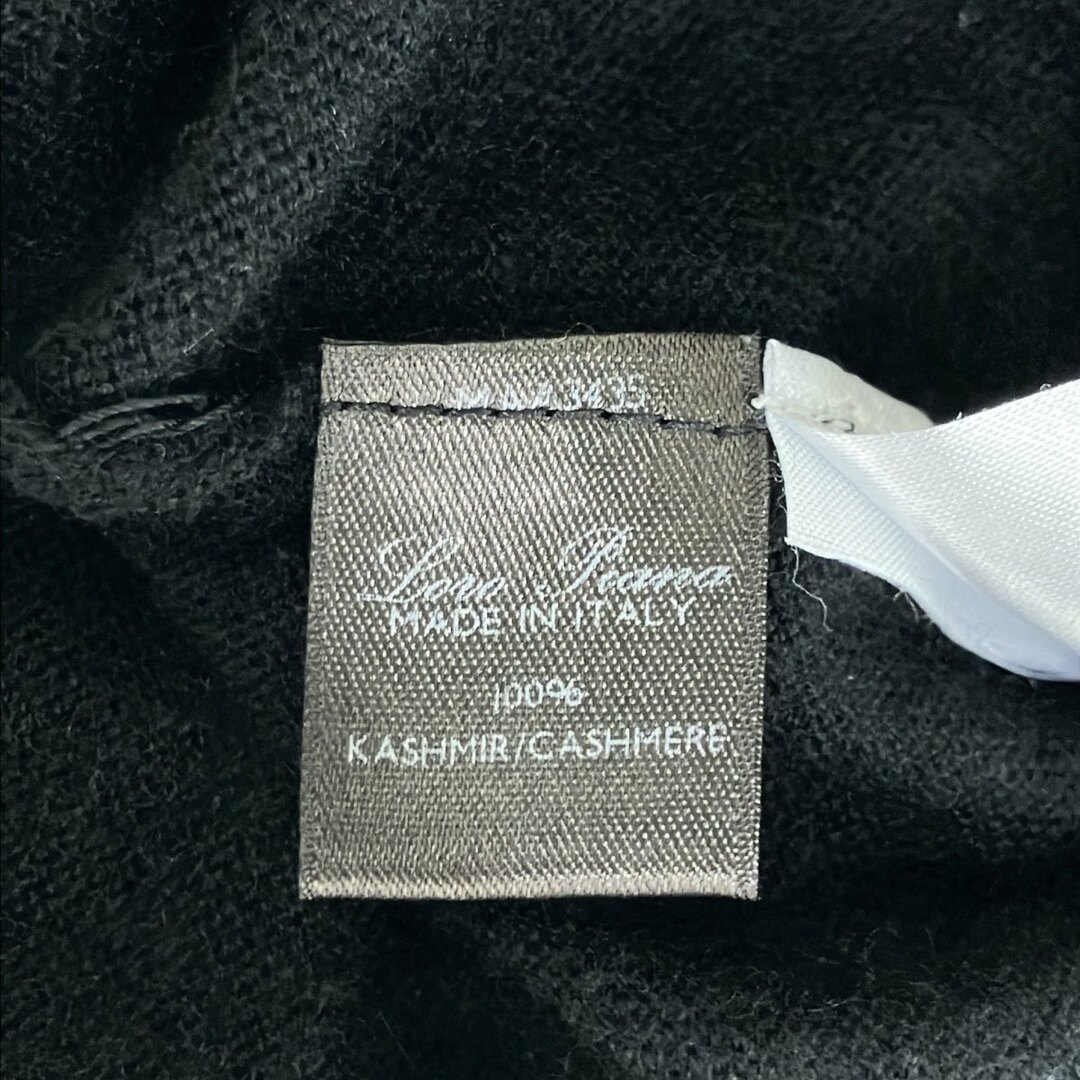 Loro Piana
MADE IN ITALY
100%
KASHMIR/CASHMERE